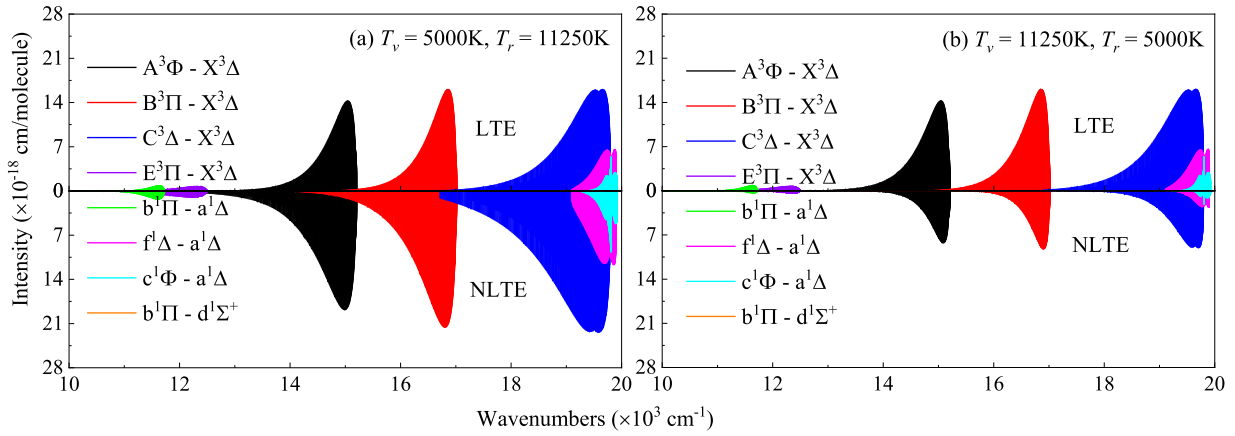 (a) Tᵥ = 5000K, Tᵣ = 11250K
A³Φ - X³Δ
B³Π - X³Δ
C³Δ - X³Δ
E³Π - X³Δ
b¹Π - a¹Δ
f¹Δ - a¹Δ
c¹Φ - a¹Δ
b¹Π - d¹Σ⁺
LTE
NLTE
Intensity (×10⁻¹⁸ cm/molecule)
28
21
14
7
0
7
14
21
28
10 12 14 16 18 20
(b) Tᵥ = 11250K, Tᵣ = 5000K
A³Φ - X³Δ
B³Π - X³Δ
C³Δ - X³Δ
E³Π - X³Δ
b¹Π - a¹Δ
f¹Δ - a¹Δ
c¹Φ - a¹Δ
b¹Π - d¹Σ⁺
LTE
NLTE
28
21
14
7
0
7
14
21
28
10 12 14 16 18 20
Wavenumbers (×10³ cm⁻¹)